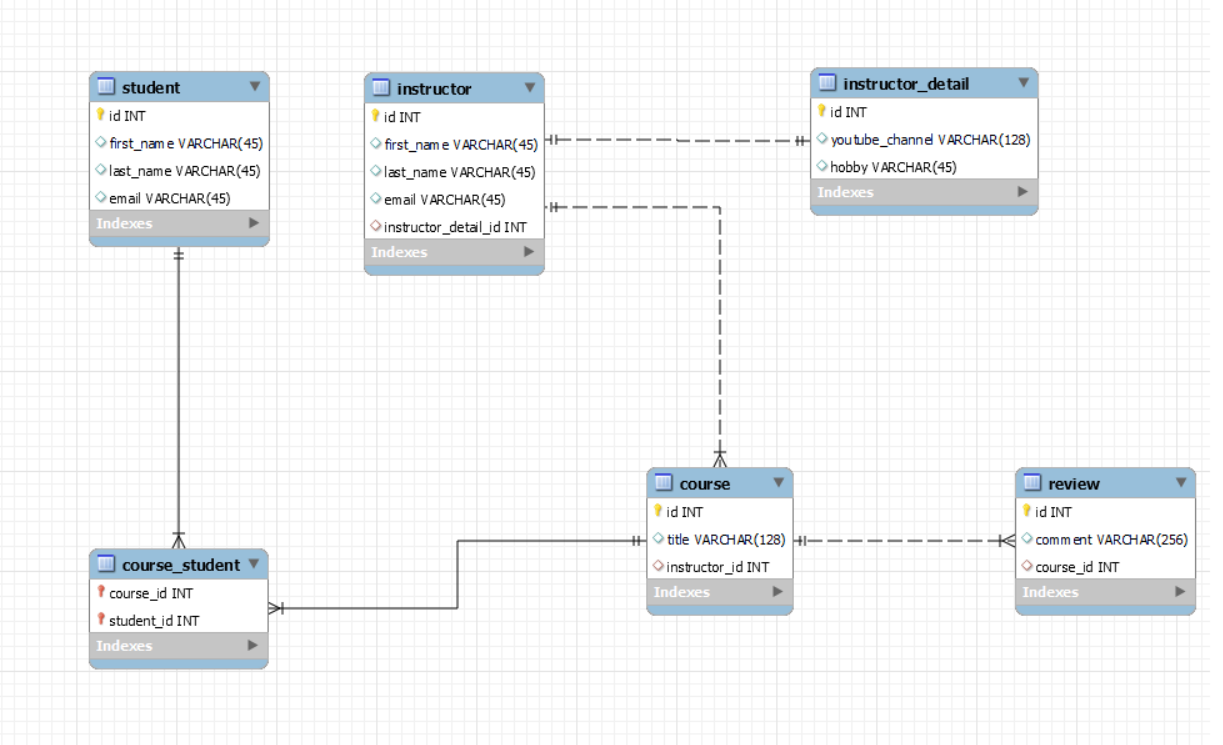 student
id INT
first_name VARCHAR(45)
last_name VARCHAR(45)
email VARCHAR(45)
Indexes
instructor
id INT
first_name VARCHAR(45)
last_name VARCHAR(45)
email VARCHAR(45)
instructor_detail_id INT
Indexes
instructor_detail
id INT
youtube_channel VARCHAR(128)
hobby VARCHAR(45)
Indexes
course_student
course_id INT
student_id INT
Indexes
course
id INT
title VARCHAR(128)
instructor_id INT
Indexes
review
id INT
comment VARCHAR(256)
course_id INT
Indexes